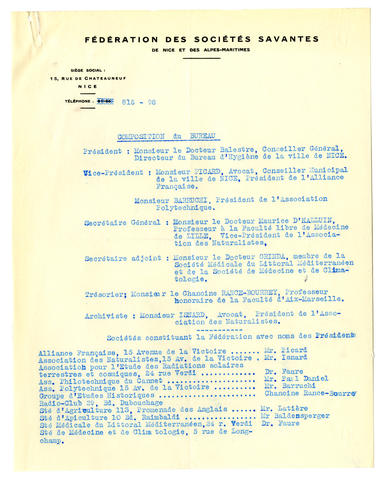 FÉDÉRATION DES SOCIÉTÉS SAVANTES
DE NICE ET DES ALPES-MARITIMES
SIÈGE SOCIAL :
15, RUE DE CHATEAUNEUF
NICE
TÉLÉPHONE : 818 - 98
COMPOSITION du BUREAU
Président : Monsieur le Docteur Balestre, Conseiller Général,
Directeur du Bureau d'Hygiène de la ville de NICE.
Vice-Président : Monsieur PICARD, Avocat, Conseiller Municipal
de la ville de NICE, Président de l'Alliance
Française.
Monsieur BARRUCHI, Président de l'Association
Polytechnique.
Secrétaire Général : Monsieur le Docteur Maurice D'HALLUIN,
Professeur à la Faculté libre de Médecine
de LILLE, Vice-Président de l'Associa-
tion des Naturalistes,
Secrétaire adjoint : Monsieur le Docteur GHINDA, membre de la
Société Médicale du Littoral Méditerranéen
et de la Société de Médecine et de Clima-
tologie.
Trésorier; Monsieur le Chanoine RANCE-BOURREY, Professeur
honoraire de la Faculté d'Aix-Marseille.
Archiviste : Monsieur ISNARD, Avocat, Président de l'Asso-
ciation des Naturalistes.
Sociétés constituant la Fédération avec noms des Présidents
Alliance Française, 15 Avenue de la Victoire ..... Mr. Picard
Association des Naturalistes, 15 Av. de la Victoire . Mr. Isnard
Association pour l'Etude des Radiations solaires
terrestres et cosmiques, 24 rue Verdi ....... Dr. Faure
Ass. Philotechnique du Cannet .......... Mr. Paul Daniel
Ass. Polytechnique 15 Av. de la Victoire ..... Mr. Barruchi
Groupe d'Etudes Historiques ........... Chanoine Rance-Bourrey
Radio-Club 20, Bd. Dubouchage
Sté d'Agriculture 113, Promenade des Anglais ... Mr Latière
Sté d'Apiculture 10 Bd. Raimbaldi ........ Mr Baldensperger
Sté Médicale du Littoral Méditerranéen, 24 r. Verdi Dr. Faure
Sté de Médecine et de Climatologie, 5 rue de Long-
champ.